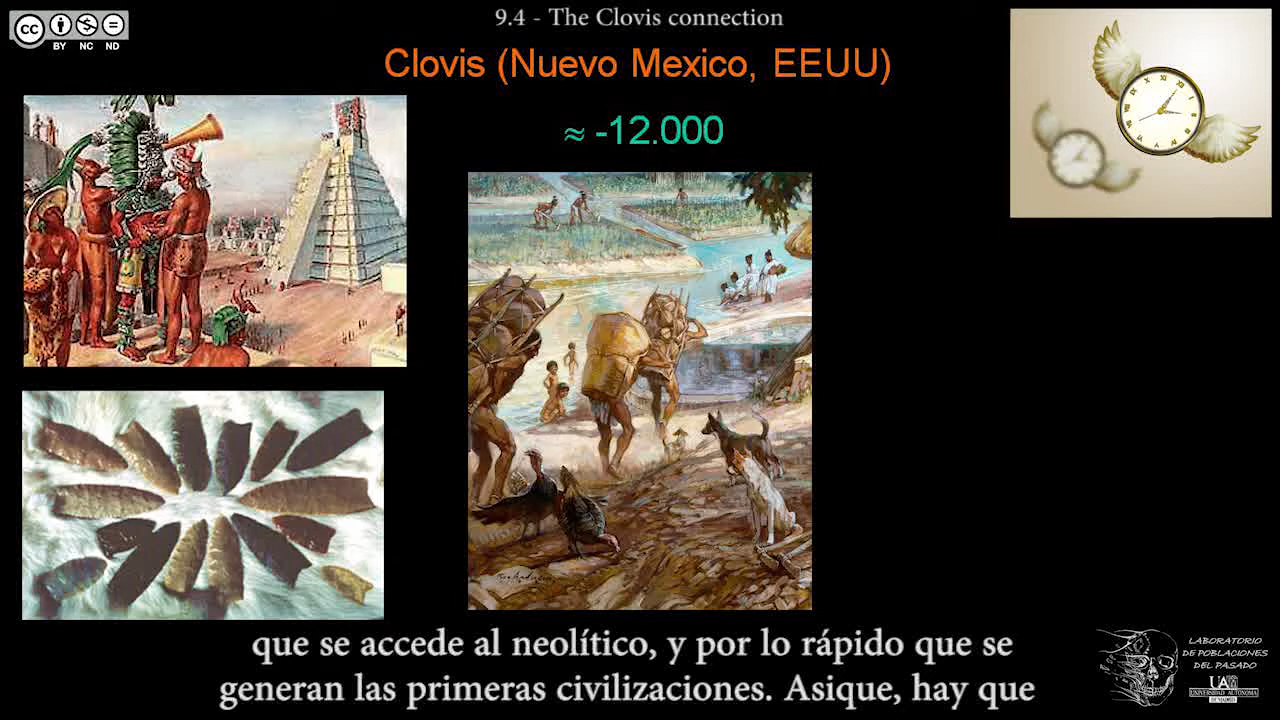 9.4 - The Clovis connection
cc
BY NC ND
Clovis (Nuevo Mexico, EEUU)
≈ -12.000
que se accede al neolítico, y por lo rápido que se
generan las primeras civilizaciones. Asique, hay que
LABORATORIO
DE POBLACIONES
DEL PASADO
UAM
UNIVERSIDAD AUTONOMA
DE MADRID